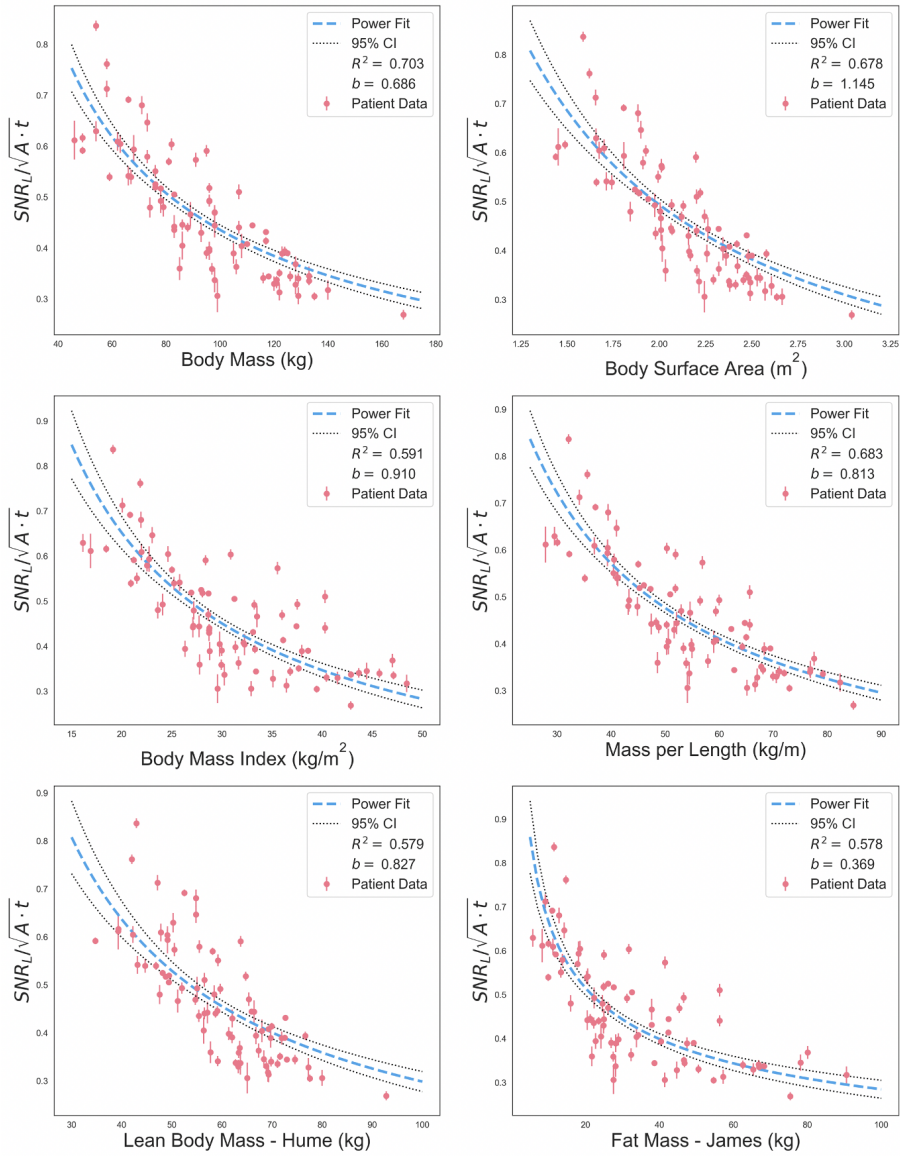 Power Fit
95% CI
R² = 0.703
b = 0.686
Patient Data
0.8
0.7
0.6
0.5
0.4
0.3
SNR_L/√A · t
40 60 80 100 120 140 160 180
Body Mass (kg)
Power Fit
95% CI
R² = 0.678
b = 1.145
Patient Data
0.8
0.7
0.6
0.5
0.4
0.3
SNR_L/√A · t
1.25 1.50 1.75 2.00 2.25 2.50 2.75 3.00 3.25
Body Surface Area (m²)
Power Fit
95% CI
R² = 0.591
b = 0.910
Patient Data
0.9
0.8
0.7
0.6
0.5
0.4
0.3
SNR_L/√A · t
15 20 25 30 35 40 45 50
Body Mass Index (kg/m²)
Power Fit
95% CI
R² = 0.683
b = 0.813
Patient Data
0.9
0.8
0.7
0.6
0.5
0.4
0.3
SNR_L/√A · t
30 40 50 60 70 80 90
Mass per Length (kg/m)
Power Fit
95% CI
R² = 0.579
b = 0.827
Patient Data
0.9
0.8
0.7
0.6
0.5
0.4
0.3
SNR_L/√A · t
30 40 50 60 70 80 90 100
Lean Body Mass - Hume (kg)
Power Fit
95% CI
R² = 0.578
b = 0.369
Patient Data
0.9
0.8
0.7
0.6
0.5
0.4
0.3
SNR_L/√A · t
20 40 60 80 100
Fat Mass - James (kg)